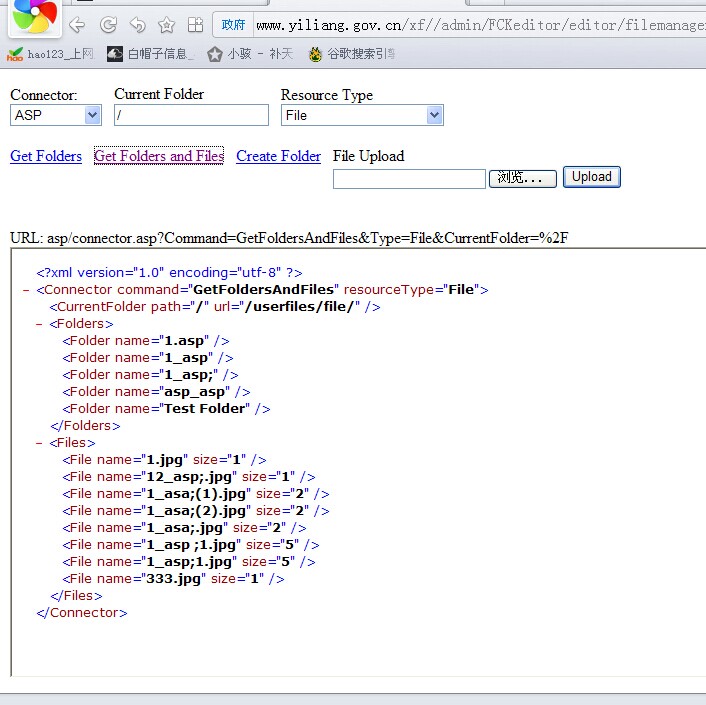 政府 www.yiliang.gov.cn/xf//admin/FCKeditor/editor/filemanager
hao123_上网 白帽子信息_ 小骇 - 补天 谷歌搜索引擎
Connector: Current Folder Resource Type
ASP / File
Get Folders Get Folders and Files Create Folder File Upload
浏览... Upload
URL: asp/connector.asp?Command=GetFoldersAndFiles&Type=File&CurrentFolder=%2F
<?xml version="1.0" encoding="utf-8" ?>
- <Connector command="GetFoldersAndFiles" resourceType="File">
<CurrentFolder path="/" url="/userfiles/file/" />
- <Folders>
<Folder name="1.asp" />
<Folder name="1_asp" />
<Folder name="1_asp;" />
<Folder name="asp_asp" />
<Folder name="Test Folder" />
</Folders>
- <Files>
<File name="1.jpg" size="1" />
<File name="12_asp;.jpg" size="1" />
<File name="1_asa;(1).jpg" size="2" />
<File name="1_asa;(2).jpg" size="2" />
<File name="1_asa;.jpg" size="2" />
<File name="1_asp ;1.jpg" size="5" />
<File name="1_asp;1.jpg" size="5" />
<File name="333.jpg" size="1" />
</Files>
</Connector>